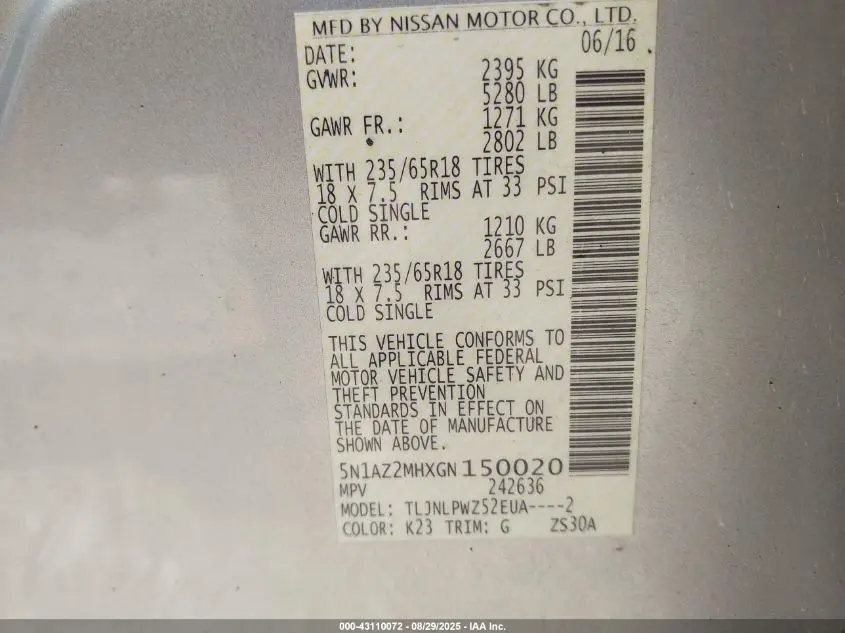 MFD BY NISSAN MOTOR CO., LTD.
DATE: 06/16
GVWR: 2395 KG
5280 LB
GAWR FR.: 1271 KG
2802 LB
WITH 235/65R18 TIRES
18 X 7.5 RIMS AT 33 PSI
COLD SINGLE
GAWR RR.: 1210 KG
2667 LB
WITH 235/65R18 TIRES
18 X 7.5 RIMS AT 33 PSI
COLD SINGLE
THIS VEHICLE CONFORMS TO
ALL APPLICABLE FEDERAL
MOTOR VEHICLE SAFETY AND
THEFT PREVENTION
STANDARDS IN EFFECT ON
THE DATE OF MANUFACTURE
SHOWN ABOVE.
5N1AZ2MHXGN150020
MPV 242636
MODEL: TLJNLPWZ52EUA----2
COLOR: K23 TRIM: G ZS30A
000-43110072 - 08/29/2025 - IAA Inc.